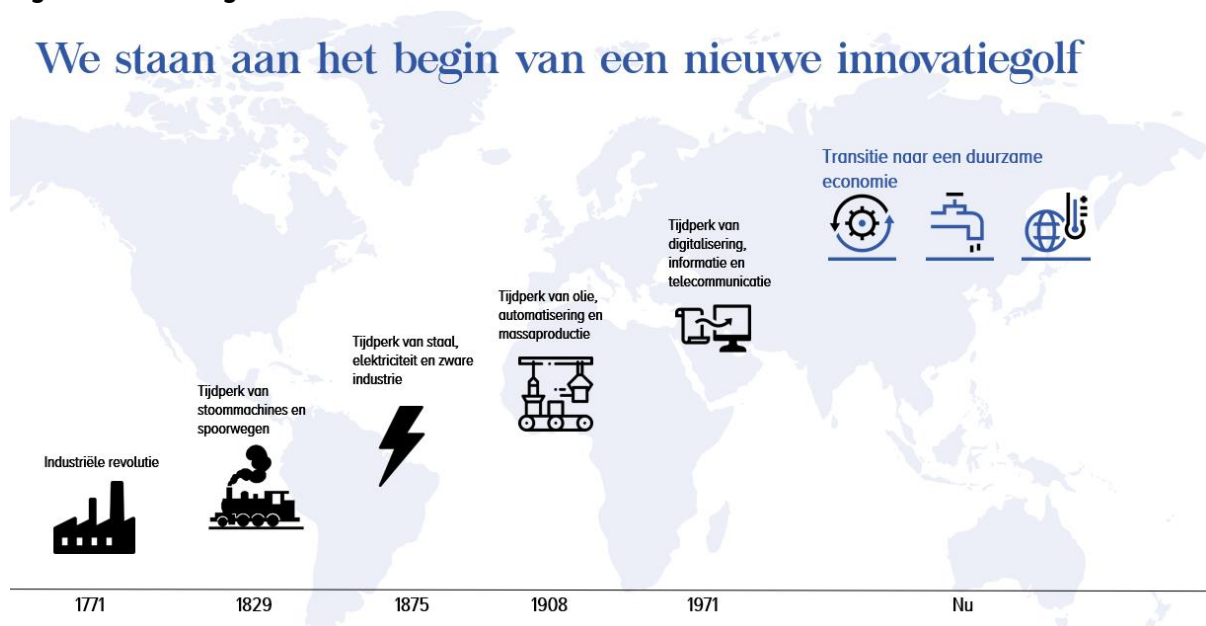 We staan aan het begin van een nieuwe innovatiegolf
Transitie naar een duurzame
economie
Tijdperk van
digitalisering,
informatie en
telecommunicatie
Tijdperk van olie,
automatisering en
massaproductie
Tijdperk van staal,
elektriciteit en zware
industrie
Tijdperk van
stoommachines en
spoorwegen
Industriële revolutie
1771
1829
1875
1908
1971
Nu